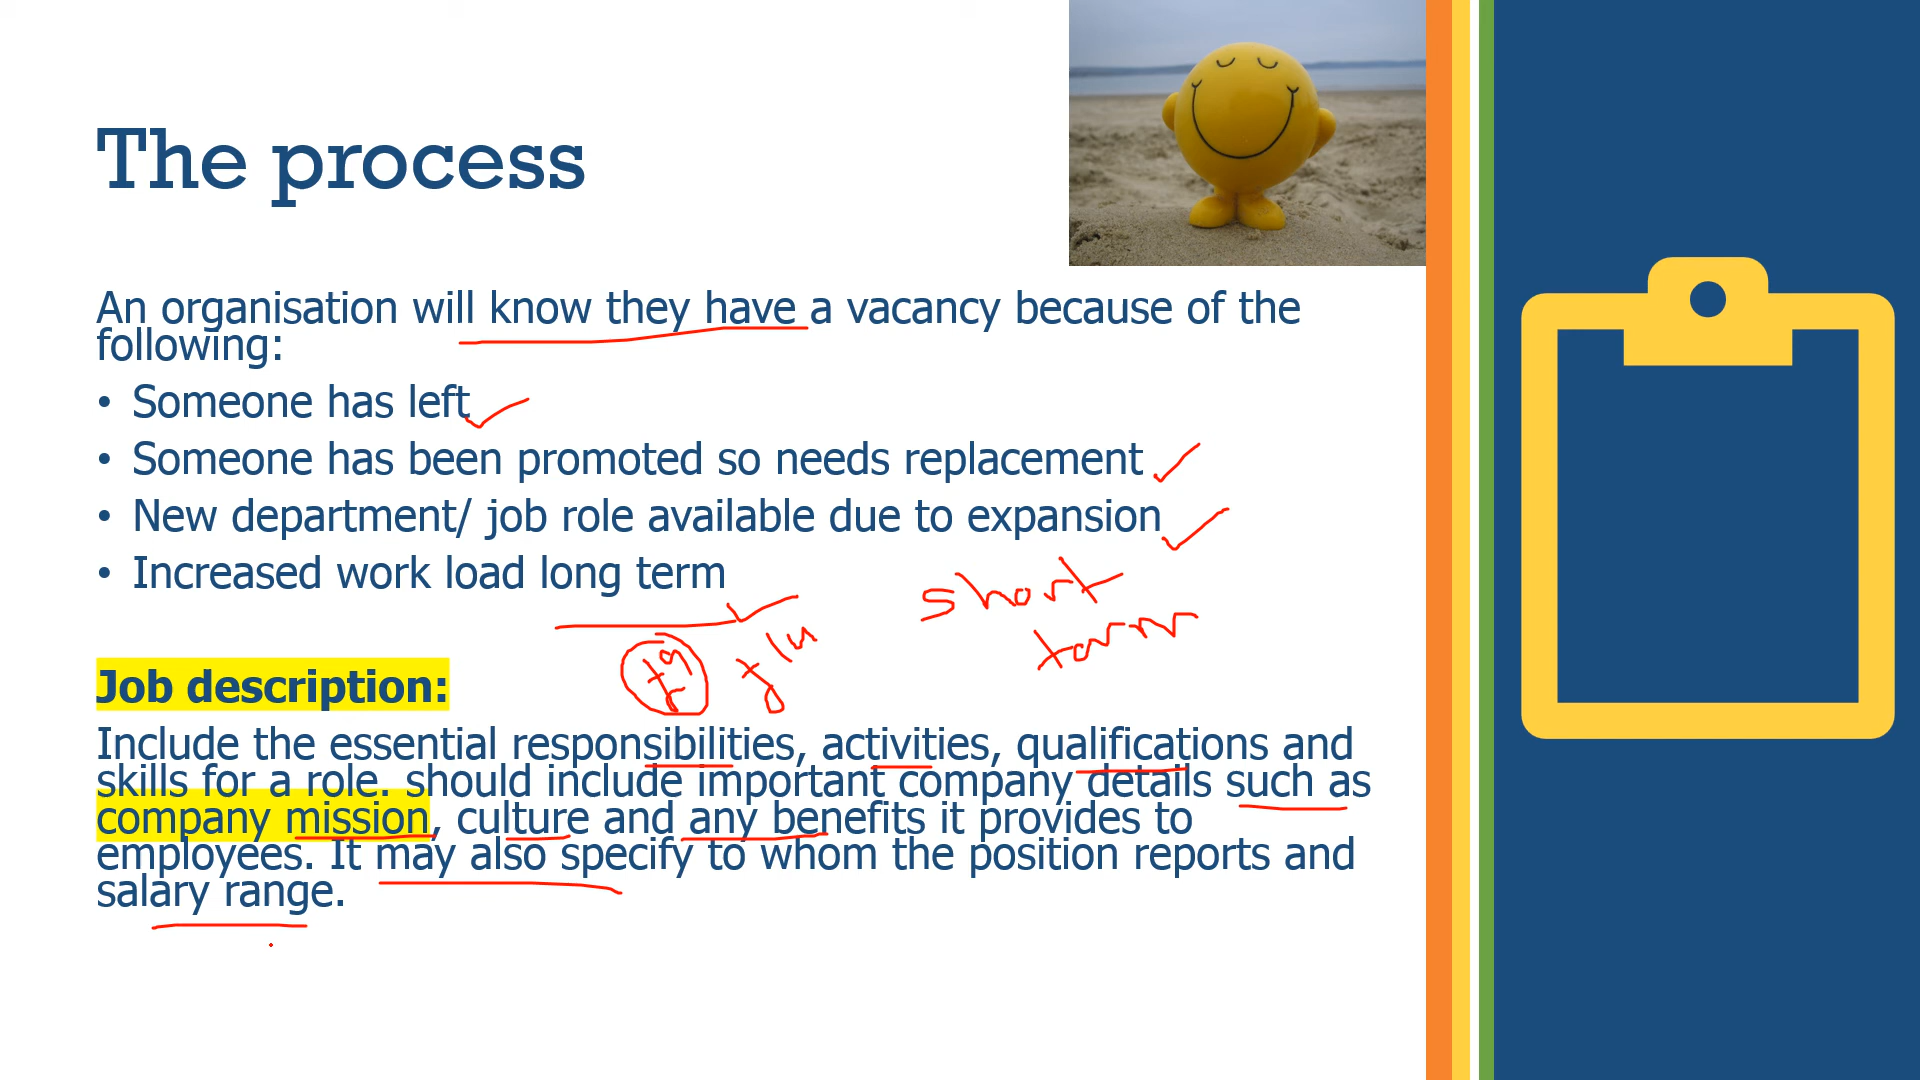 The process
An organisation will know they have a vacancy because of the
following:
• Someone has left
• Someone has been promoted so needs replacement
• New department/ job role available due to expansion
• Increased work load long term
short
term
Job description:
Include the essential responsibilities, activities, qualifications and
skills for a role. should include important company details such as
company mission, culture and any benefits it provides to
employees. It may also specify to whom the position reports and
salary range.